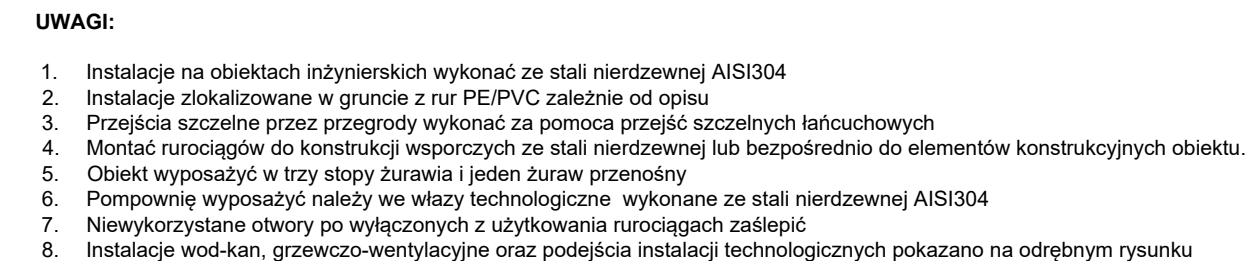 UWAGI:
1. Instalacje na obiektach inżynierskich wykonać ze stali nierdzewnej AISI304
2. Instalacje zlokalizowane w gruncie z rur PE/PVC zależnie od opisu
3. Przejścia szczelne przez przegrody wykonać za pomoca przejść szczelnych łańcuchowych
4. Montać rurociągów do konstrukcji wsporczych ze stali nierdzewnej lub bezpośrednio do elementów konstrukcyjnych obiektu.
5. Obiekt wyposażyć w trzy stopy żurawia i jeden żuraw przenośny
6. Pompownię wyposażyć należy we włazy technologiczne wykonane ze stali nierdzewnej AISI304
7. Niewykorzystane otwory po wyłączonych z użytkowania rurociągach zaślepić
8. Instalacje wod-kan, grzewczo-wentylacyjne oraz podejścia instalacji technologicznych pokazano na odrębnym rysunku